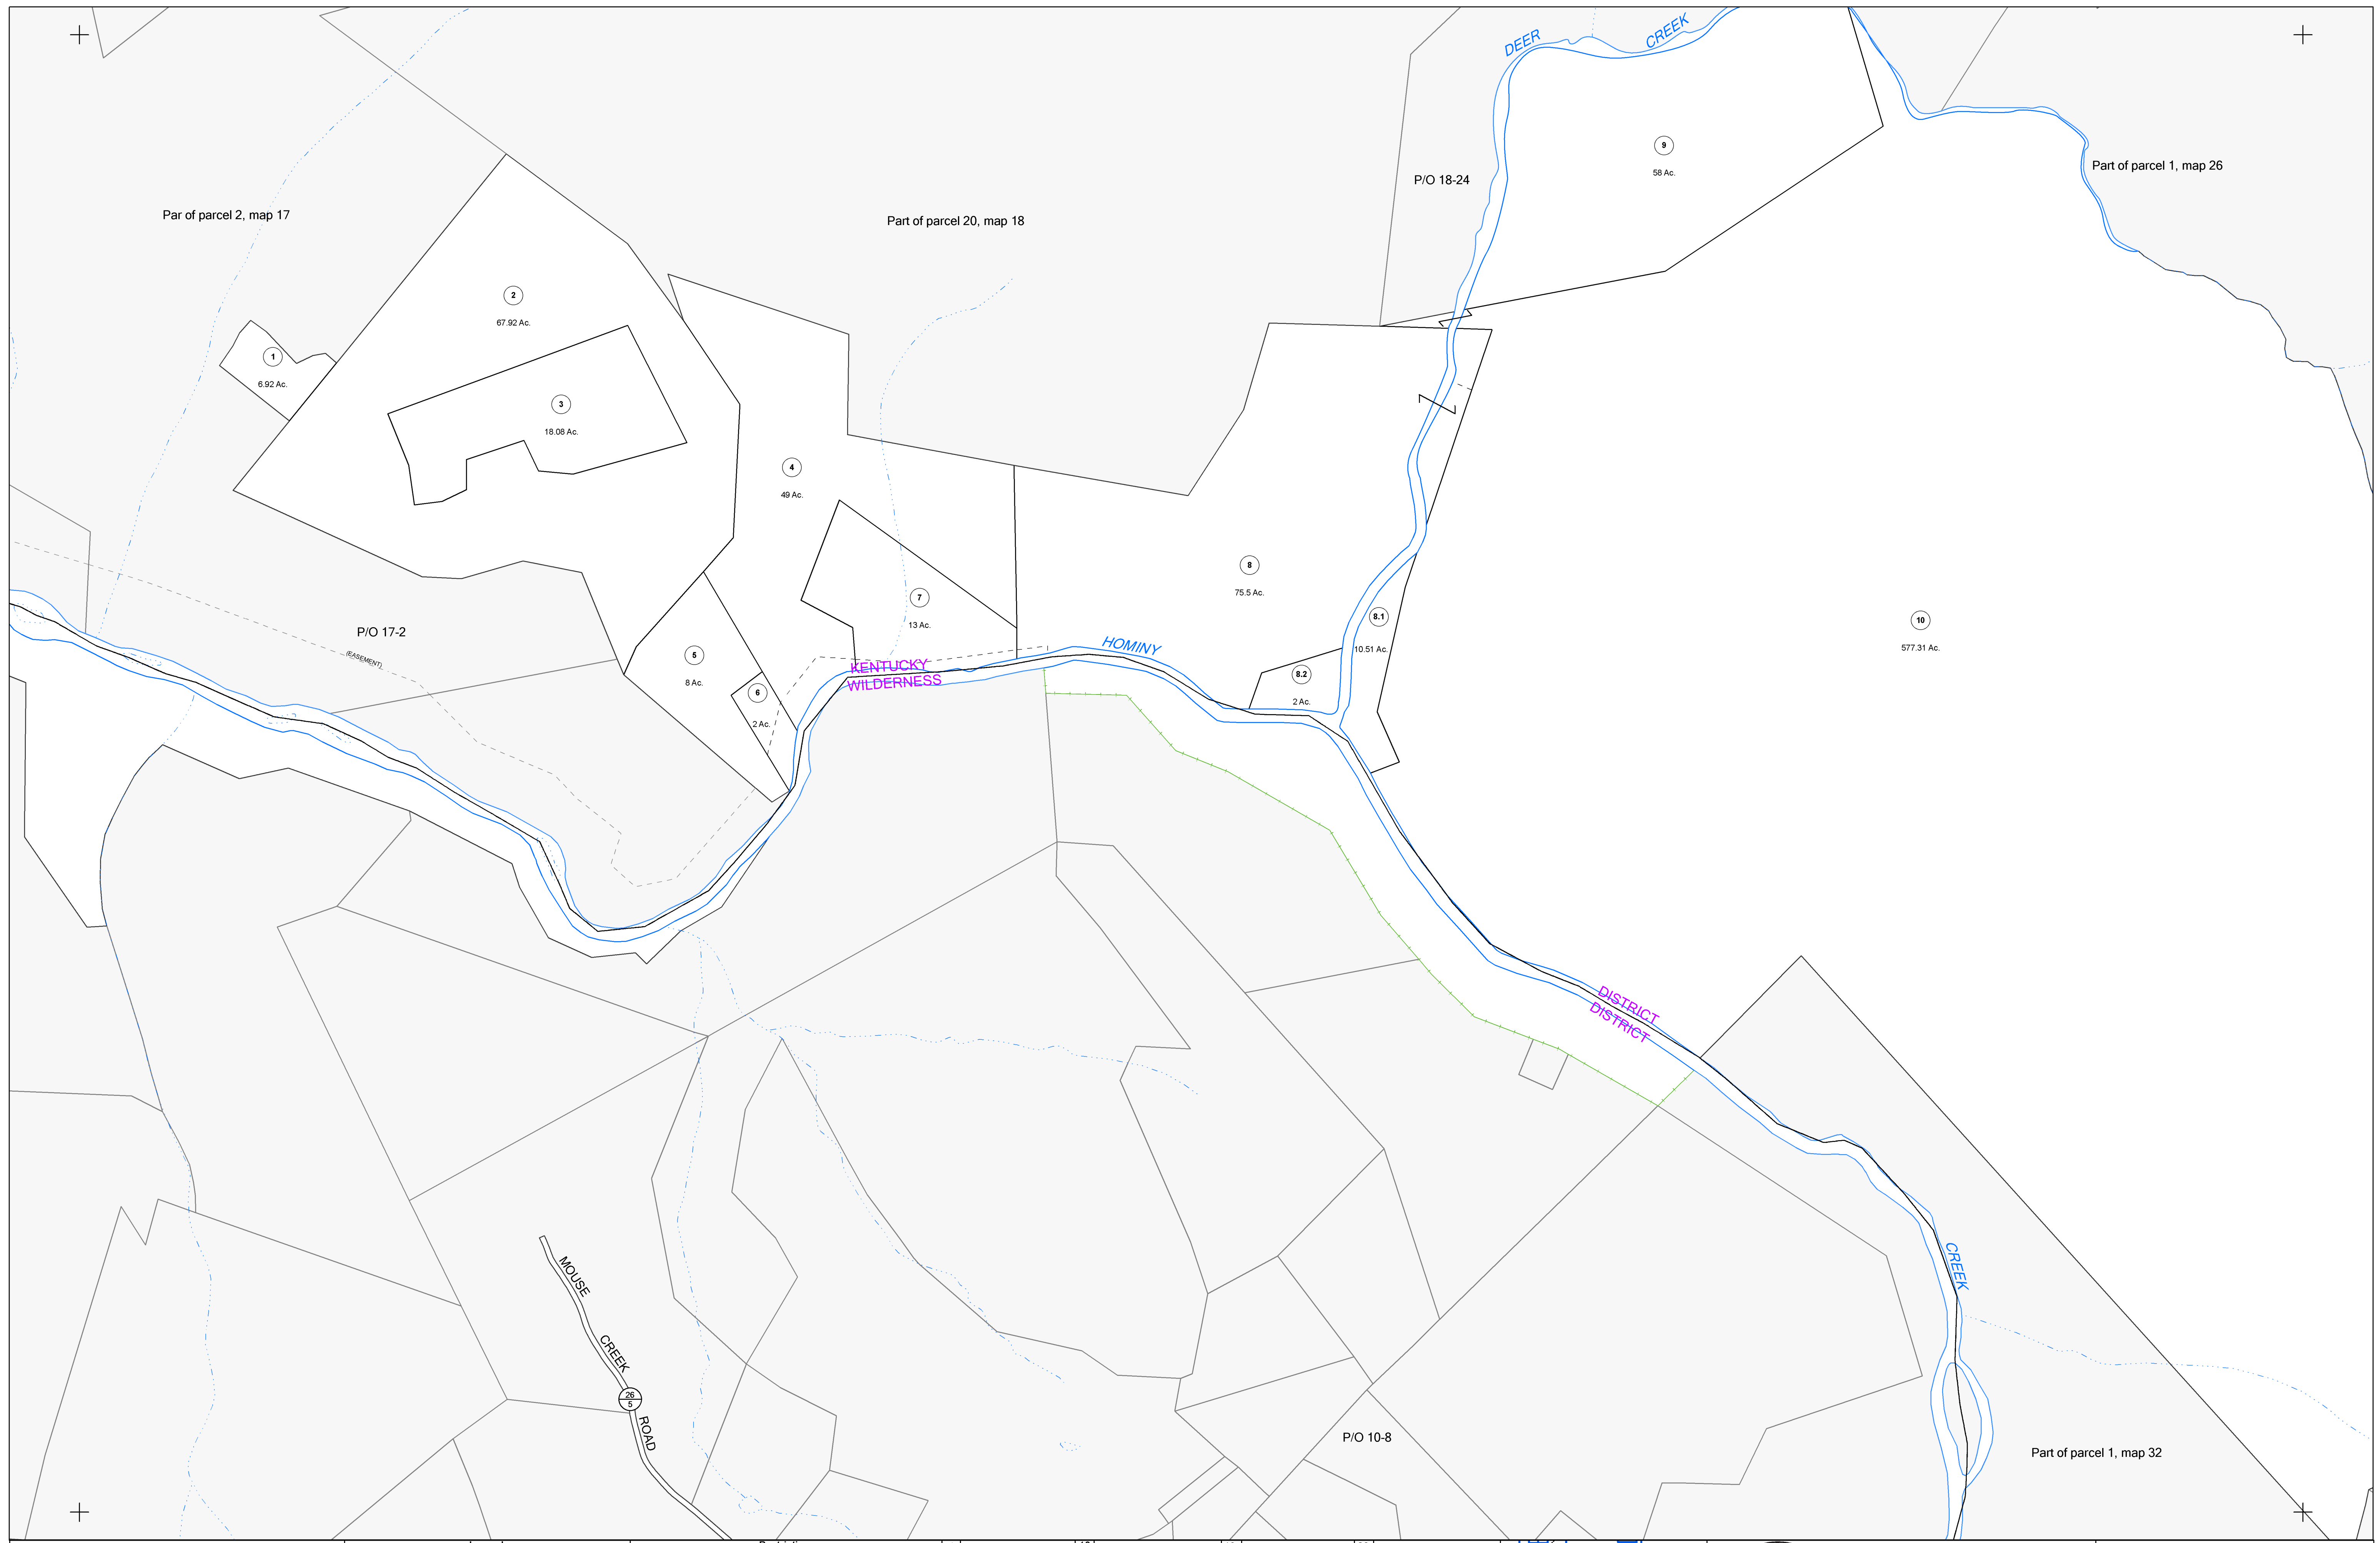 DEER
CREEK
Part of parcel 1, map 26
9
58 Ac.
P/O 18-24
Par of parcel 2, map 17
Part of parcel 20, map 18
2
67.92 Ac.
1
6.92 Ac.
3
18.08 Ac.
4
49 Ac.
8
75.5 Ac.
7
13 Ac.
8.1
10.51 Ac.
10
577.31 Ac.
P/O 17-2
(EASEMENT)
5
8 Ac.
6
2 Ac.
HOMINY
KENTUCKY
WILDERNESS
8.2
2 Ac.
DISTRICT
DISTRICT
CREEK
MOUSE
CREEK
26
5
ROAD
P/O 10-8
Part of parcel 1, map 32